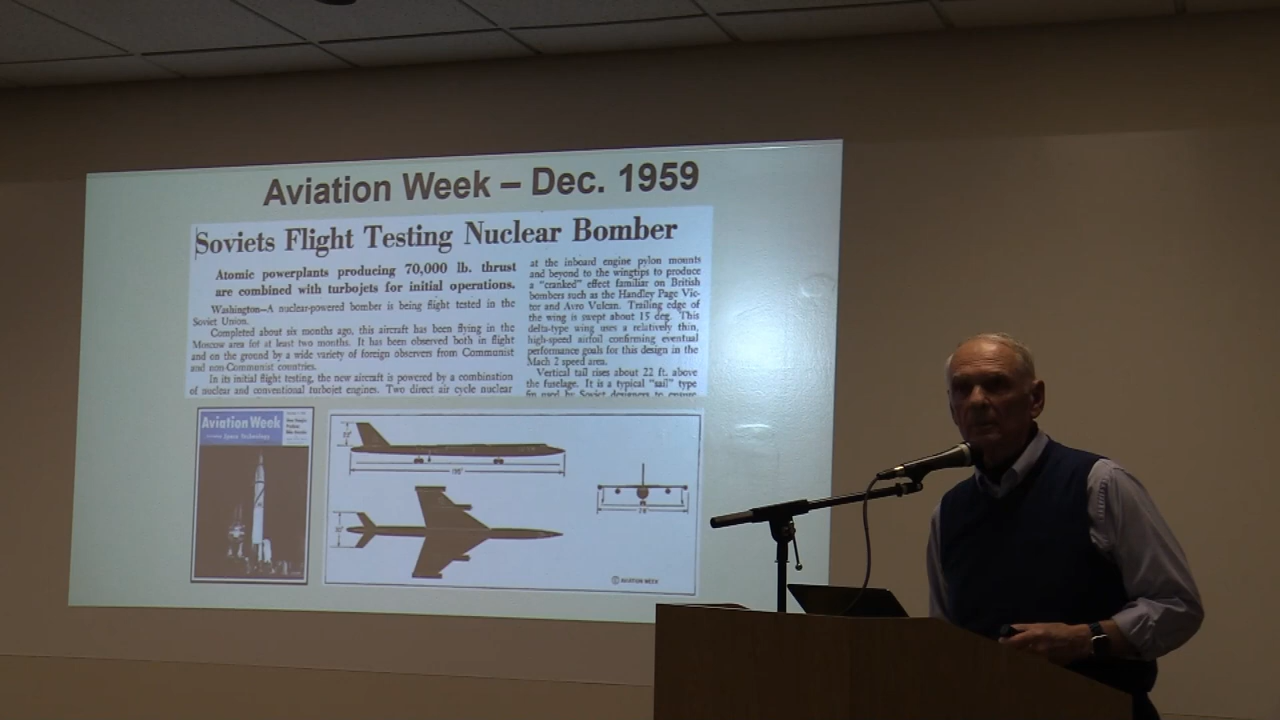 Aviation Week – Dec. 1959
Soviets Flight Testing Nuclear Bomber
Atomic powerplants producing 70,000 lb. thrust
are combined with turbojets for initial operations.
Washington—A nuclear-powered bomber is being flight tested in the
Soviet Union.
Completed about six months ago, this aircraft has been flying in the
Moscow area for at least two months. It has been observed both in flight
and on the ground by a wide variety of foreign observers from Communist
and non-Communist countries.
In its initial flight testing, the new aircraft is powered by a combination
of nuclear and conventional turbojet engines. Two direct air cycle nuclear
at the inboard engine pylon mounts
and beyond to the wingtips to produce
a “cranked” effect familiar on British
bombers such as the Handley Page Vic-
tor and Avro Vulcan. Trailing edge of
the wing is swept about 15 deg. This
delta-type wing uses a relatively thin,
high-speed airfoil confirming eventual
performance goals for this design in the
Mach 2 speed area.
Vertical tail rises about 22 ft. above
the fuselage. It is a typical “sail” type
fin used by Soviet designers to ensure
Aviation Week
Space Technology
© AVIATION WEEK